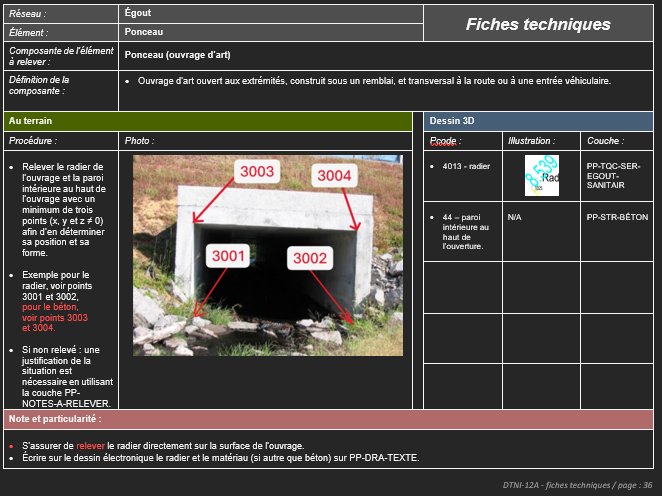 Réseau :
Égout
Fiches techniques
Élément :
Ponceau
Composante de l'élément
à relever :
Ponceau (ouvrage d'art)
Définition de la
composante :
• Ouvrage d'art ouvert aux extrémités, construit sous un remblai, et transversal à la route ou à une entrée véhiculaire.
Au terrain
Procédure :
Photo :
• Relever le radier de
l'ouvrage et la paroi
intérieure au haut de
l'ouvrage avec un
minimum de trois
points (x, y et z ≠ 0)
afin d'en déterminer
sa position et sa
forme.
• Exemple pour le
radier, voir points
3001 et 3002,
pour le béton,
voir points 3003
et 3004.
• Si non relevé : une
justification de la
situation est
nécessaire en utilisant
la couche PP-
NOTES-A-RELEVER.
3003
3004
3001
3002
Dessin 3D
Illustration :
Couche :
• 4013 - radier
8.539
Rad
PP-TQC-SER-
EGOUT-
SANITAIR
• 44 – paroi
intérieure au
haut de
l'ouverture.
N/A
PP-STR-BÉTON
Note et particularité :
• S'assurer de relever le radier directement sur la surface de l'ouvrage.
• Écrire sur le dessin électronique le radier et le matériau (si autre que béton) sur PP-DRA-TEXTE.
DTNI-12A - fiches techniques / page : 36